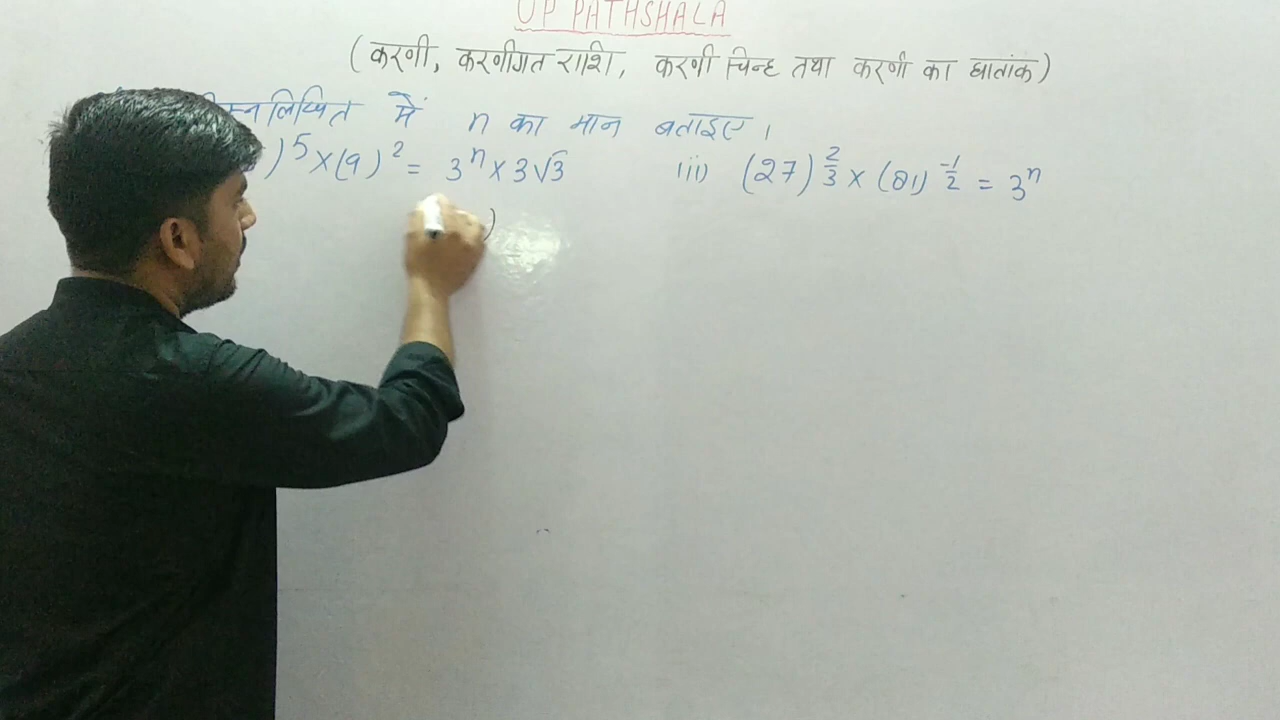 UP PATHSHALA
(करणी, करणीगत राशि, करणी चिन्ह तथा करणी का घातांक)
में n का मान बताइए।
)⁵ × (9)² = 3ⁿ × 3√3
iii) (27)^(2/3) × (81)^(-1/2) = 3ⁿ
)